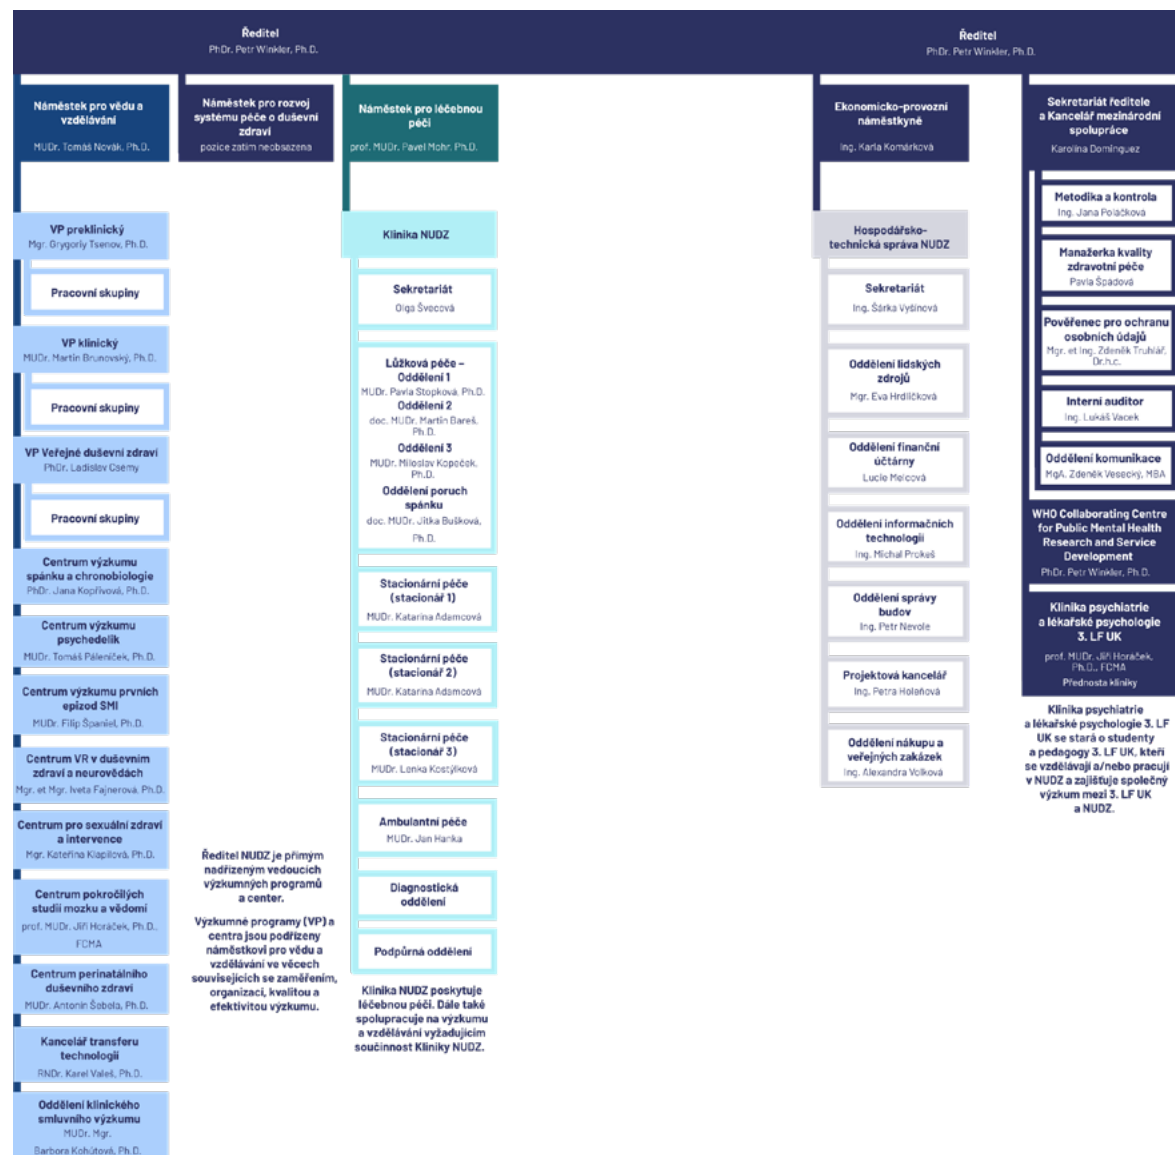 Ředitel
PhDr. Petr Winkler, Ph.D.
Ředitel
PhDr. Petr Winkler, Ph.D.
Náměstek pro vědu a
vzdělávání
MUDr. Tomáš Novák, Ph.D.
Náměstek pro rozvoj
systému péče o duševní
zdraví
pozice zatím neobsazena
Náměstek pro léčebnou
péči
prof. MUDr. Pavel Mohr, Ph.D.
Ekonomicko-provozní
náměstkyně
Ing. Karla Komárková
Sekretariát ředitele
a Kancelář mezinárodní
spolupráce
Karolína Dominguez
VP preklinický
Mgr. Grygoriy Tsenov, Ph.D.
Pracovní skupiny
VP klinický
MUDr. Martin Brunovský, Ph.D.
Pracovní skupiny
VP Veřejné duševní zdraví
PhDr. Ladislav Csémy
Pracovní skupiny
Centrum výzkumu
spánku a chronobiologie
PhDr. Jana Kopřivová, Ph.D.
Centrum výzkumu
psychedelik
MUDr. Tomáš Páleníček, Ph.D.
Centrum výzkumu prvních
epizod SMI
MUDr. Filip Španiel, Ph.D.
Centrum VR v duševním
zdraví a neurovědách
Mgr. et Mgr. Iveta Fajnerová, Ph.D.
Centrum pro sexuální zdraví
a intervence
Mgr. Kateřina Klapilová, Ph.D.
Centrum pokročilých
studií mozku a vědomí
prof. MUDr. Jiří Horáček, Ph.D.,
FCMA
Centrum perinatálního
duševního zdraví
MUDr. Antonín Šebela, Ph.D.
Kancelář transferu
technologií
RNDr. Karel Valeš, Ph.D.
Oddělení klinického
smluvního výzkumu
MUDr. Mgr.
Barbora Kohútová, Ph.D.
Ředitel NUDZ je přímým
nadřízeným vedoucích
výzkumných programů
a center.
Výzkumné programy (VP) a
centra jsou podřízeny
náměstkovi pro vědu a
vzdělávání ve věcech
souvisejících se zaměřením,
organizací, kvalitou a
efektivitou výzkumu.
Klinika NUDZ
Sekretariát
Olga Švecová
Lůžková péče –
Oddělení 1
MUDr. Pavla Stopková, Ph.D.
Oddělení 2
doc. MUDr. Martin Bareš,
Ph.D.
Oddělení 3
MUDr. Miloslav Kopeček,
Ph.D.
Oddělení poruch
spánku
doc. MUDr. Jitka Bušková,
Ph.D.
Stacionární péče
(stacionář 1)
MUDr. Katarina Adamcová
Stacionární péče
(stacionář 2)
MUDr. Katarina Adamcová
Stacionární péče
(stacionář 3)
MUDr. Lenka Kostýlková
Ambulantní péče
MUDr. Jan Hanka
Diagnostická
oddělení
Podpůrná oddělení
Klinika NUDZ poskytuje
léčebnou péči. Dále také
spolupracuje na výzkumu
a vzdělávání vyžadujícím
součinnost Kliniky NUDZ.
Hospodářsko-
technická správa NUDZ
Sekretariát
Ing. Šárka Vyšínová
Oddělení lidských
zdrojů
Mgr. Eva Hrdličková
Oddělení finanční
účtárny
Lucie Melcová
Oddělení informačních
technologií
Ing. Michal Prokeš
Oddělení správy
budov
Ing. Petr Nevole
Projektová kancelář
Ing. Petra Holeňová
Oddělení nákupu a
veřejných zakázek
Ing. Alexandra Volková
Metodika a kontrola
Ing. Jana Polačková
Manažerka kvality
zdravotní péče
Pavla Špadová
Pověřenec pro ochranu
osobních údajů
Mgr. et Ing. Zdeněk Truhlář,
Dr.h.c.
Interní auditor
Ing. Lukáš Vacek
Oddělení komunikace
MgA. Zdeněk Vesecký, MBA
WHO Collaborating Centre
for Public Mental Health
Research and Service
Development
PhDr. Petr Winkler, Ph.D.
Klinika psychiatrie
a lékařské psychologie
3. LF UK
prof. MUDr. Jiří Horáček,
Ph.D., FCMA
Přednosta kliniky
Klinika psychiatrie
a lékařské psychologie 3. LF
UK se stará o studenty
a pedagogy 3. LF UK, kteří
se vzdělávají a/nebo pracují
v NUDZ a zajišťuje společný
výzkum mezi 3. LF UK
a NUDZ.